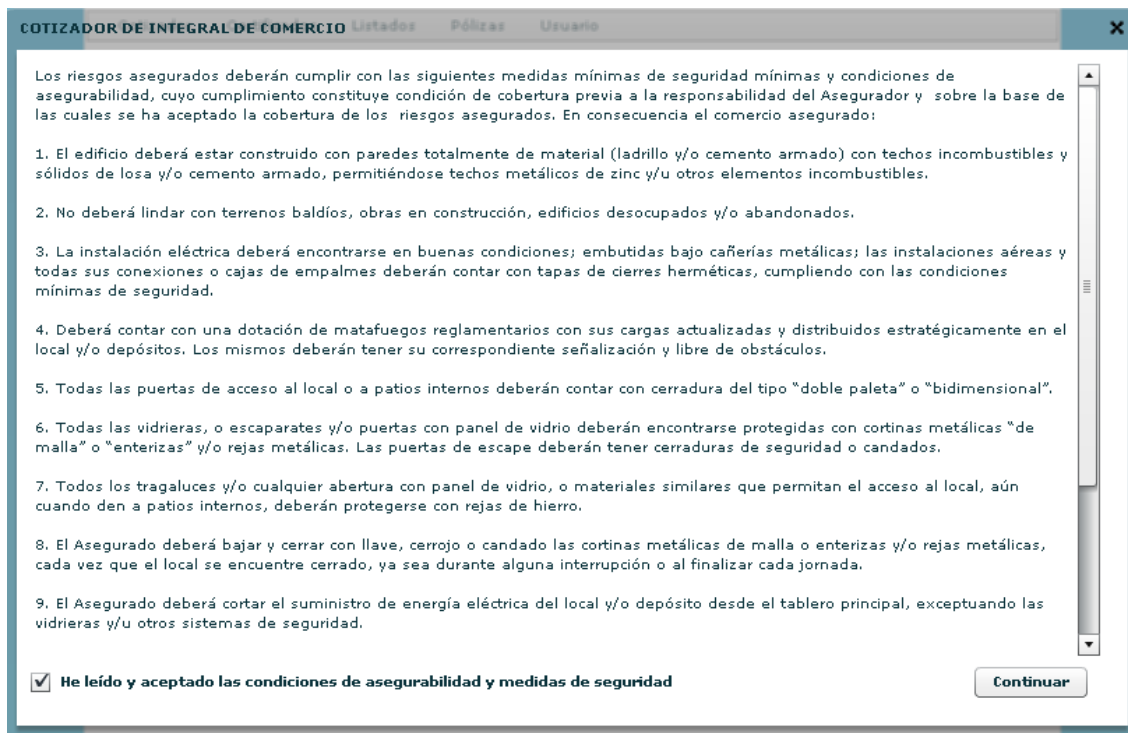 COTIZADOR DE INTEGRAL DE COMERCIO
Listados Pólizas Usuario
Los riesgos asegurados deberán cumplir con las siguientes medidas mínimas de seguridad mínimas y condiciones de
asegurabilidad, cuyo cumplimiento constituye condición de cobertura previa a la responsabilidad del Asegurador y sobre la base de
las cuales se ha aceptado la cobertura de los riesgos asegurados. En consecuencia el comercio asegurado:
1. El edificio deberá estar construido con paredes totalmente de material (ladrillo y/o cemento armado) con techos incombustibles y
sólidos de losa y/o cemento armado, permitiéndose techos metálicos de zinc y/u otros elementos incombustibles.
2. No deberá lindar con terrenos baldíos, obras en construcción, edificios desocupados y/o abandonados.
3. La instalación eléctrica deberá encontrarse en buenas condiciones; embutidas bajo cañerías metálicas; las instalaciones aéreas y
todas sus conexiones o cajas de empalmes deberán contar con tapas de cierres herméticas, cumpliendo con las condiciones
mínimas de seguridad.
4. Deberá contar con una dotación de matafuegos reglamentarios con sus cargas actualizadas y distribuidos estratégicamente en el
local y/o depósitos. Los mismos deberán tener su correspondiente señalización y libre de obstáculos.
5. Todas las puertas de acceso al local o a patios internos deberán contar con cerradura del tipo “doble paleta” o “bidimensional”.
6. Todas las vidrieras, o escaparates y/o puertas con panel de vidrio deberán encontrarse protegidas con cortinas metálicas “de
malla” o “enterizas” y/o rejas metálicas. Las puertas de escape deberán tener cerraduras de seguridad o candados.
7. Todos los tragaluces y/o cualquier abertura con panel de vidrio, o materiales similares que permitan el acceso al local, aún
cuando den a patios internos, deberán protegerse con rejas de hierro.
8. El Asegurado deberá bajar y cerrar con llave, cerrojo o candado las cortinas metálicas de malla o enterizas y/o rejas metálicas,
cada vez que el local se encuentre cerrado, ya sea durante alguna interrupción o al finalizar cada jornada.
9. El Asegurado deberá cortar el suministro de energía eléctrica del local y/o depósito desde el tablero principal, exceptuando las
vidrieras y/u otros sistemas de seguridad.
He leído y aceptado las condiciones de asegurabilidad y medidas de seguridad
Continuar